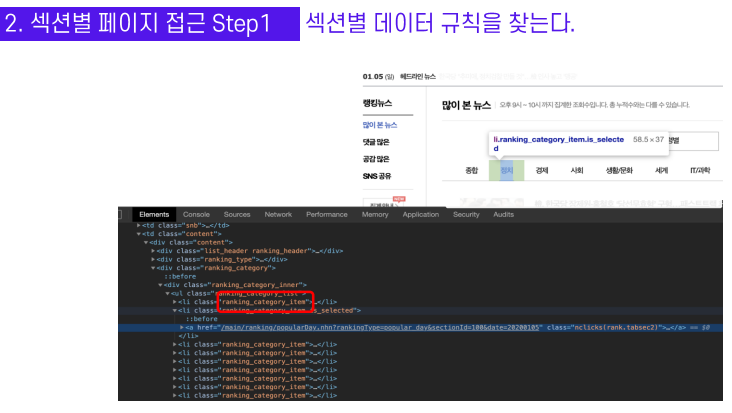 2. 섹션별 페이지 접근 Step1 섹션별 데이터 규칙을 찾는다.
01.05 (일) 헤드라인 뉴스
랭킹뉴스
많이 본 뉴스 오후 9시 ~ 10시까지 집계한 조회수입니다. 총 누적수와는 다를 수 있습니다.
많이 본 뉴스
댓글 많은
공감 많은
SNS 공유
li.ranking_category_item.is_selecte
d 58.5 × 37
종합 정치 경제 사회 생활/문화 세계 IT/과학
Elements Console Sources Network Performance Memory Application Security Audits
▶<td class="snb">…</td>
▼<td class="content">
▼<div class="content">
▶<div class="list_header ranking_header">…</div>
▶<div class="ranking_type">…</div>
▼<div class="ranking_category">
::before
▼<div class="ranking_category_inner">
▼<ul class="ranking_category_list">
▶<li class="ranking_category_item">…</li>
▼<li class="ranking_category_item is_selected">
::before
▶<a href="/main/ranking/popularDay.nhn?rankingType=popular_day&sectionId=100&date=20200105" class="nclicks(rank.tabsec2)">…</a> == $0
</li>
▶<li class="ranking_category_item">…</li>
▶<li class="ranking_category_item">…</li>
▶<li class="ranking_category_item">…</li>
▶<li class="ranking_category_item">…</li>
▶<li class="ranking_category_item">…</li>
▶<li class="ranking_category_item">…</li>